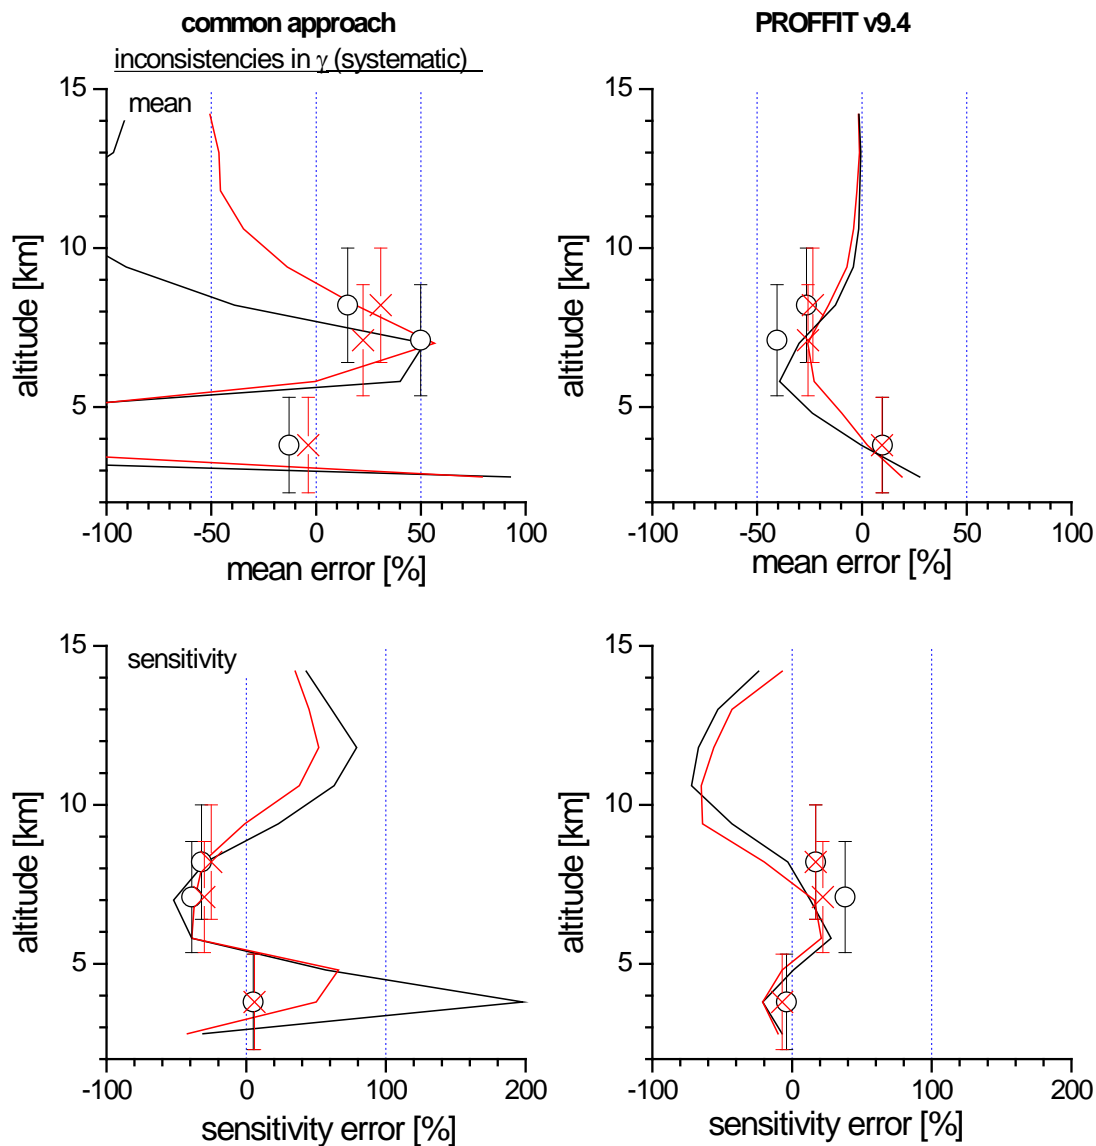 common approach
PROFFIT v9.4
inconsistencies in γ (systematic)
15
mean
10
5
altitude [km]
-100 -50 0 50 100
mean error [%]
15
10
5
altitude [km]
-100 -50 0 50 100
mean error [%]
15
sensitivity
10
5
altitude [km]
-100 0 100 200
sensitivity error [%]
15
10
5
altitude [km]
-100 0 100 200
sensitivity error [%]